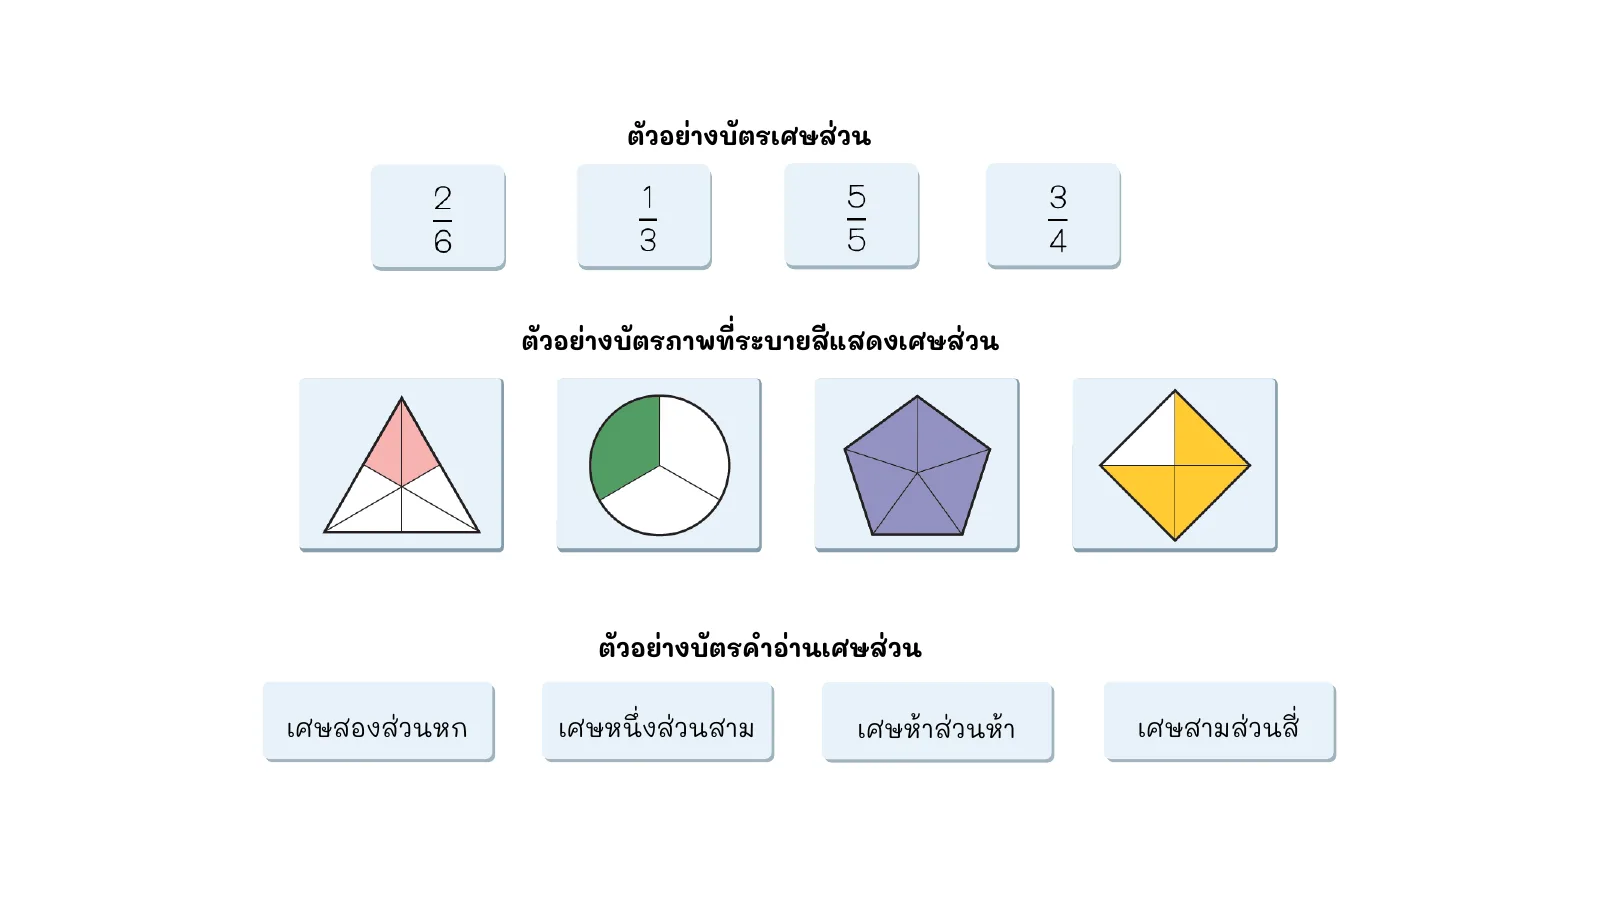 ตัวอย่างบัตรเศษส่วน
2/6 1/3 5/5 3/4
ตัวอย่างบัตรภาพที่ระบายสีแสดงเศษส่วน
ตัวอย่างบัตรคำอ่านเศษส่วน
เศษสองส่วนหก เศษหนึ่งส่วนสาม เศษห้าส่วนห้า เศษสามส่วนสี่